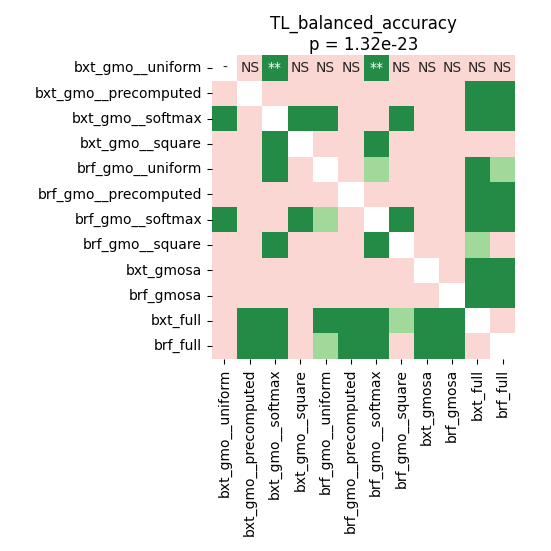 TL_balanced_accuracy
p = 1.32e-23
bxt_gmo__uniform - NS ** NS NS NS ** NS NS NS NS NS
bxt_gmo__precomputed
bxt_gmo__softmax
bxt_gmo__square
brf_gmo__uniform
brf_gmo__precomputed
brf_gmo__softmax
brf_gmo__square
bxt_gmosa
brf_gmosa
bxt_full
brf_full
bxt_gmo__uniform
bxt_gmo__precomputed
bxt_gmo__softmax
bxt_gmo__square
brf_gmo__uniform
brf_gmo__precomputed
brf_gmo__softmax
brf_gmo__square
bxt_gmosa
brf_gmosa
bxt_full
brf_full